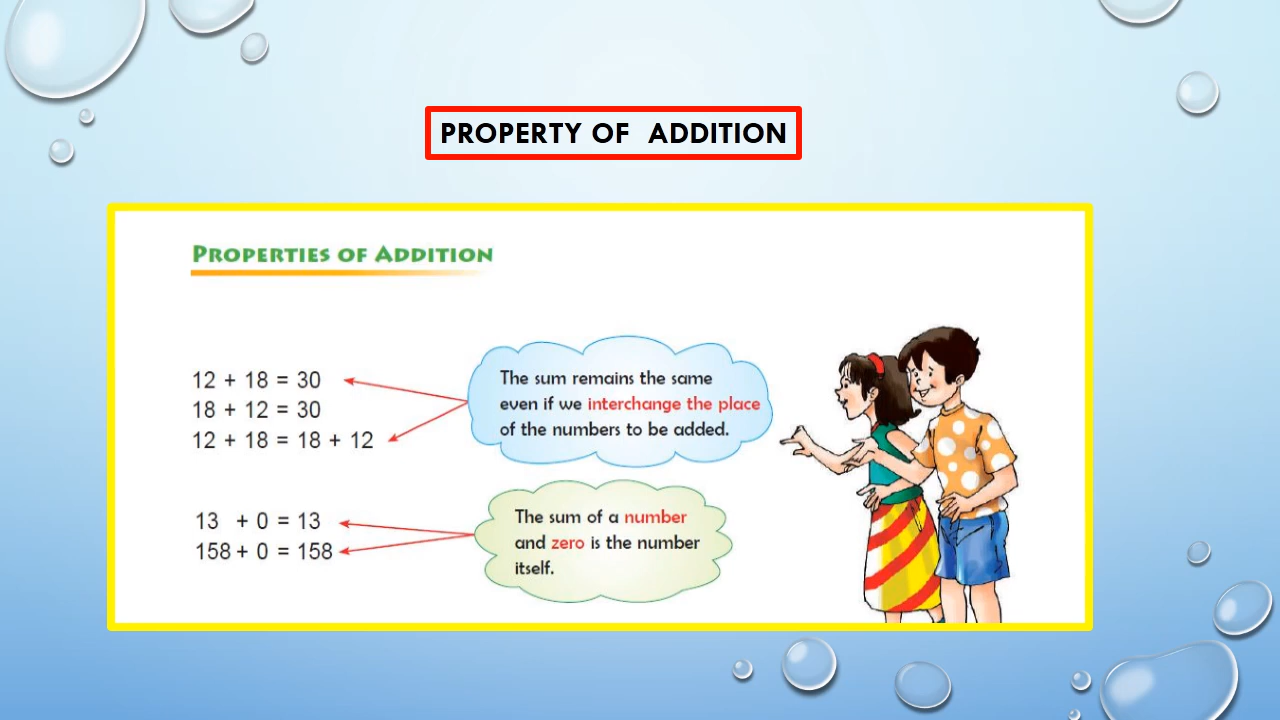 PROPERTY OF ADDITION
PROPERTIES OF ADDITION
12 + 18 = 30
18 + 12 = 30
12 + 18 = 18 + 12
The sum remains the same
even if we interchange the place
of the numbers to be added.
13 + 0 = 13
158 + 0 = 158
The sum of a number
and zero is the number
itself.